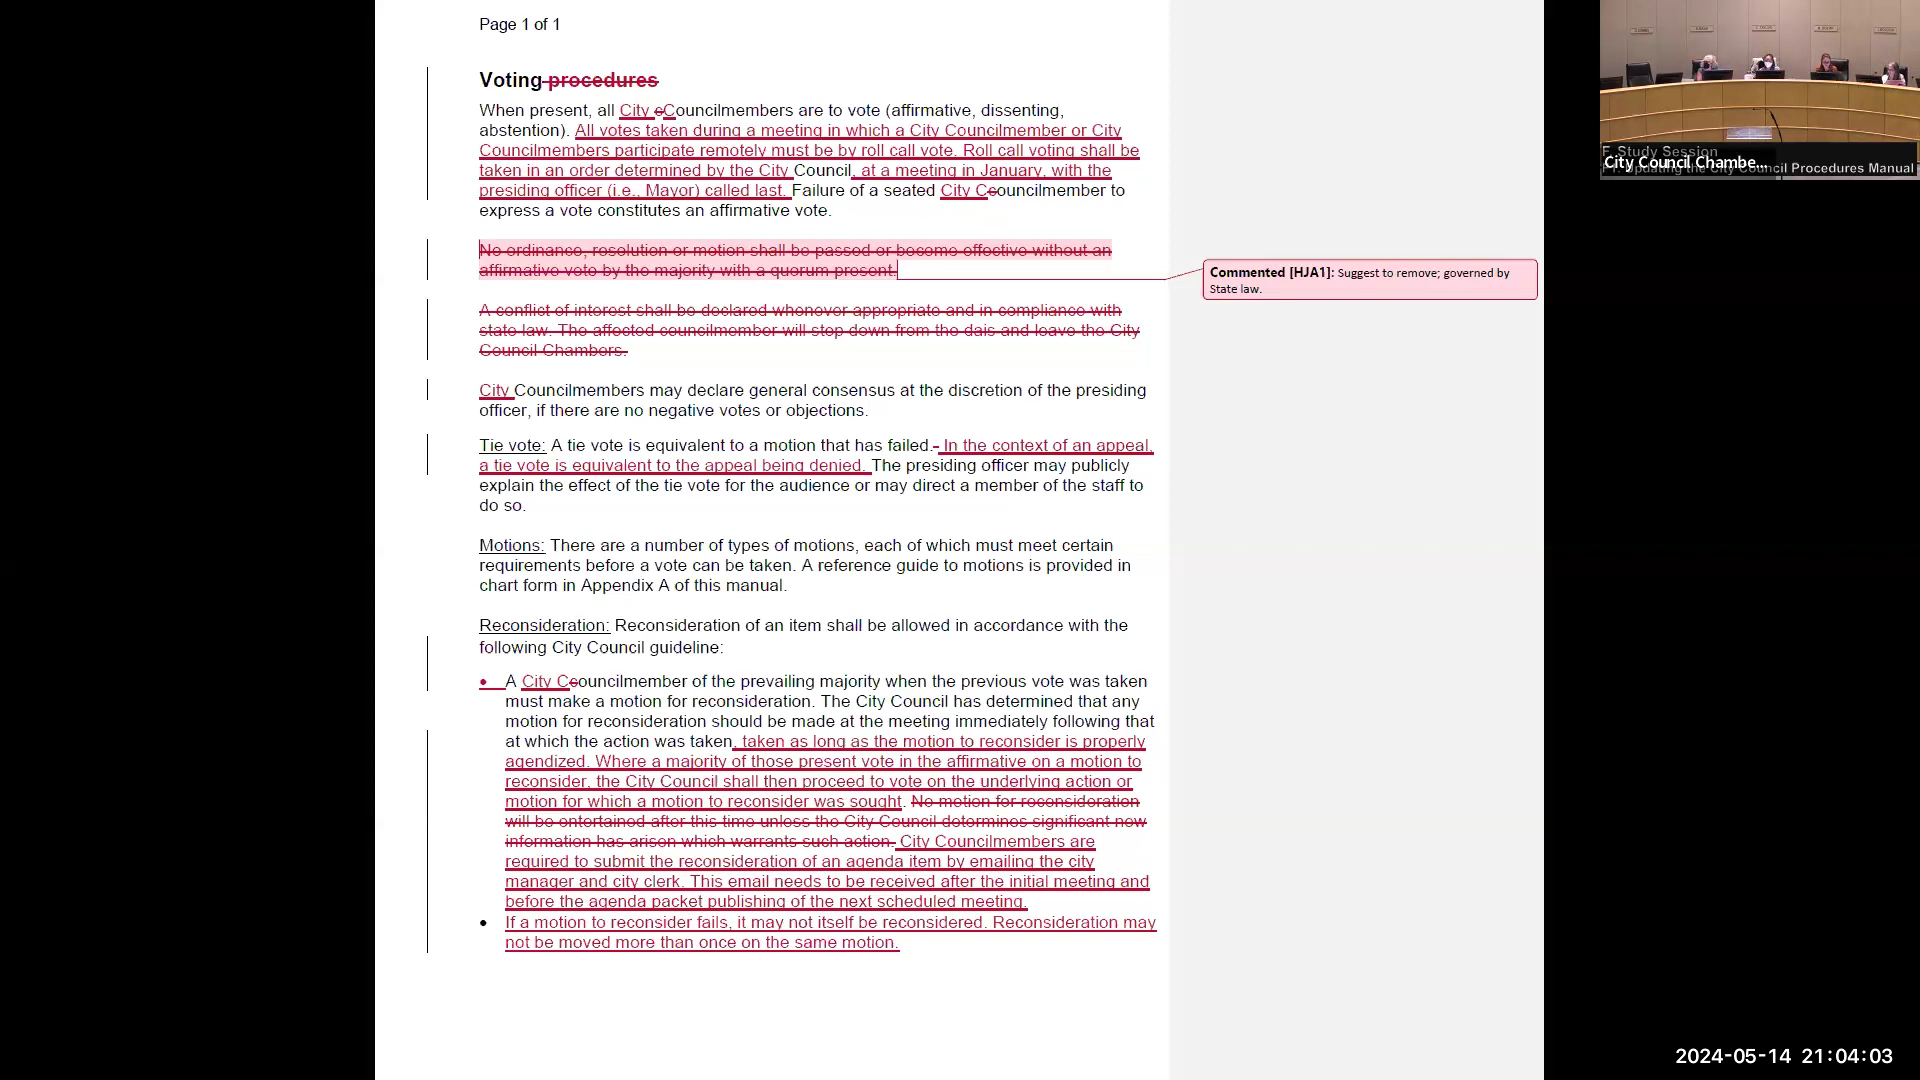 Page 1 of 1
Voting procedures
When present, all City cCouncilmembers are to vote (affirmative, dissenting,
abstention). All votes taken during a meeting in which a City Councilmember or City
Councilmembers participate remotely must be by roll call vote. Roll call voting shall be
taken in an order determined by the City Council, at a meeting in January, with the
presiding officer (i.e., Mayor) called last. Failure of a seated City Ccouncilmember to
express a vote constitutes an affirmative vote.
No ordinance, resolution or motion shall be passed or become effective without an
affirmative vote by the majority with a quorum present.
Commented [HJA1]: Suggest to remove; governed by
State law.
A conflict of interest shall be declared whenever appropriate and in compliance with
state law. The affected councilmember will step down from the dais and leave the City
Council Chambers.
City Councilmembers may declare general consensus at the discretion of the presiding
officer, if there are no negative votes or objections.
Tie vote: A tie vote is equivalent to a motion that has failed. In the context of an appeal,
a tie vote is equivalent to the appeal being denied. The presiding officer may publicly
explain the effect of the tie vote for the audience or may direct a member of the staff to
do so.
Motions: There are a number of types of motions, each of which must meet certain
requirements before a vote can be taken. A reference guide to motions is provided in
chart form in Appendix A of this manual.
Reconsideration: Reconsideration of an item shall be allowed in accordance with the
following City Council guideline:
• A City Ccouncilmember of the prevailing majority when the previous vote was taken
must make a motion for reconsideration. The City Council has determined that any
motion for reconsideration should be made at the meeting immediately following that
at which the action was taken, taken as long as the motion to reconsider is properly
agendized. Where a majority of those present vote in the affirmative on a motion to
reconsider, the City Council shall then proceed to vote on the underlying action or
motion for which a motion to reconsider was sought. No motion for reconsideration
will be entertained after this time unless the City Council determines significant new
information has arisen which warrants such action. City Councilmembers are
required to submit the reconsideration of an agenda item by emailing the city
manager and city clerk. This email needs to be received after the initial meeting and
before the agenda packet publishing of the next scheduled meeting.
• If a motion to reconsider fails, it may not itself be reconsidered. Reconsideration may
not be moved more than once on the same motion.
F. Study Session
City Council Chambe...
Updating the City Council Procedures Manual
2024-05-14 21:04:03